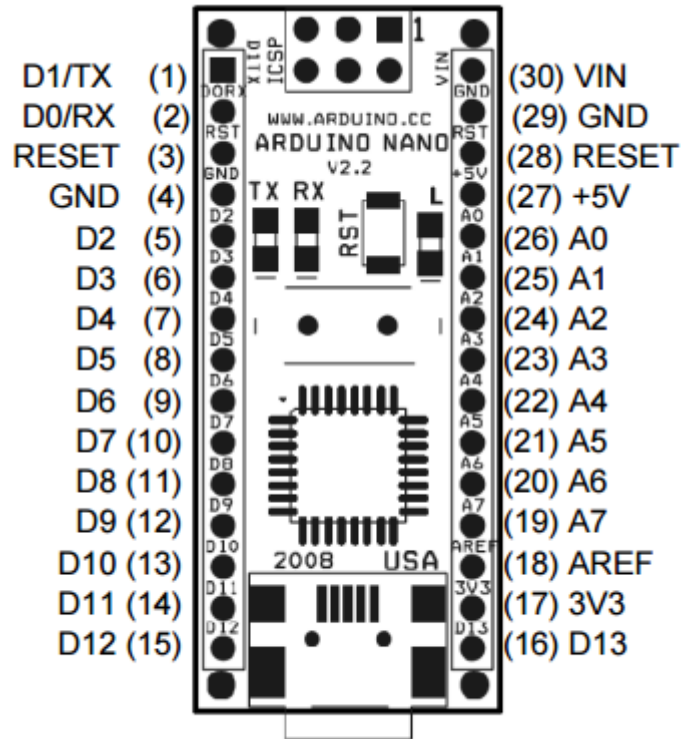 D1/TX (1)
D0/RX (2)
RESET (3)
GND (4)
D2 (5)
D3 (6)
D4 (7)
D5 (8)
D6 (9)
D7 (10)
D8 (11)
D9 (12)
D10 (13)
D11 (14)
D12 (15)
D1TX
ICSP
1
VIN
WWW.ARDUINO.CC
ARDUINO NANO
V2.2
TX RX
RST
L
D0RX
RST
GND
D2
D3
D4
D5
D6
D7
D8
D9
D10
D11
D12
GND
RST
+5V
A0
A1
A2
A3
A4
A5
A6
A7
AREF
3V3
D13
2008 USA
(30) VIN
(29) GND
(28) RESET
(27) +5V
(26) A0
(25) A1
(24) A2
(23) A3
(22) A4
(21) A5
(20) A6
(19) A7
(18) AREF
(17) 3V3
(16) D13